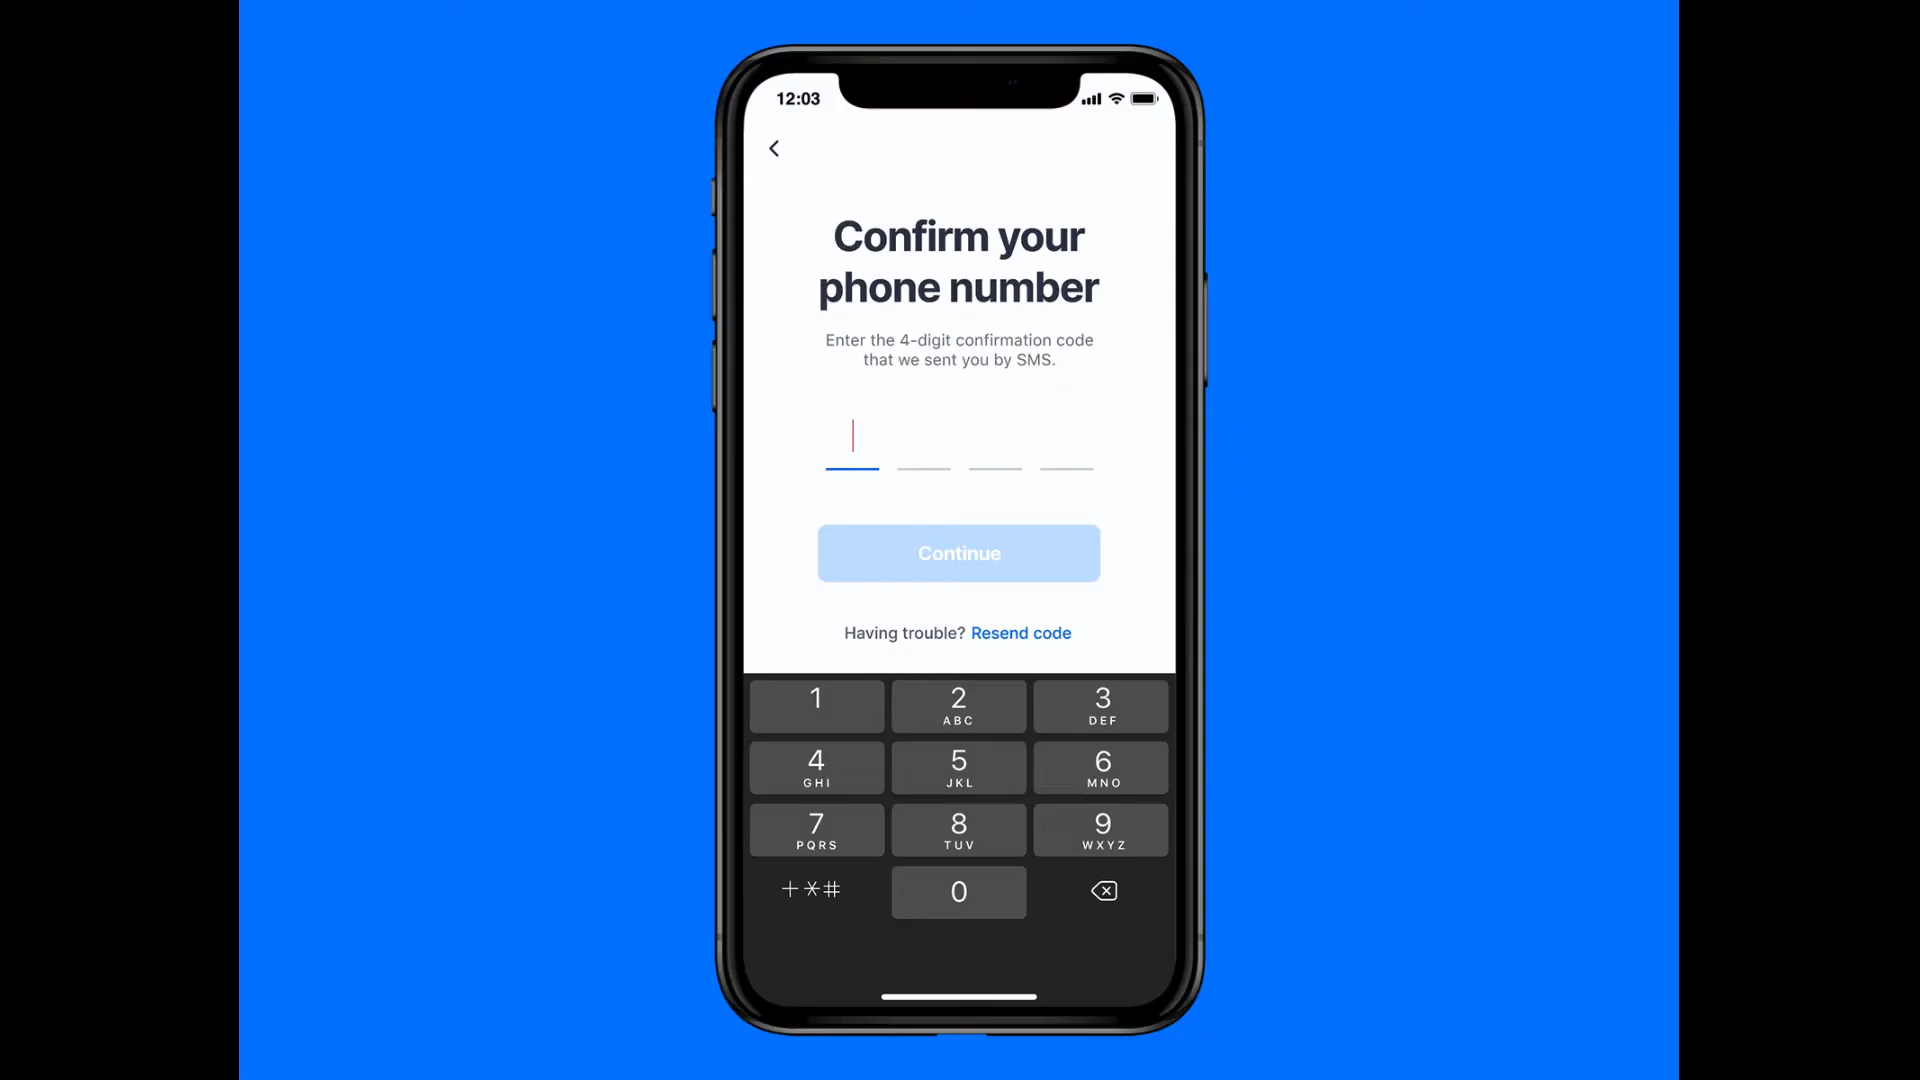 12:03
Confirm your
phone number
Enter the 4-digit confirmation code
that we sent you by SMS.
Continue
Having trouble? Resend code
1 2 3
ABC DEF
4 5 6
GHI JKL MNO
7 8 9
PQRS TUV WXYZ
+*# 0